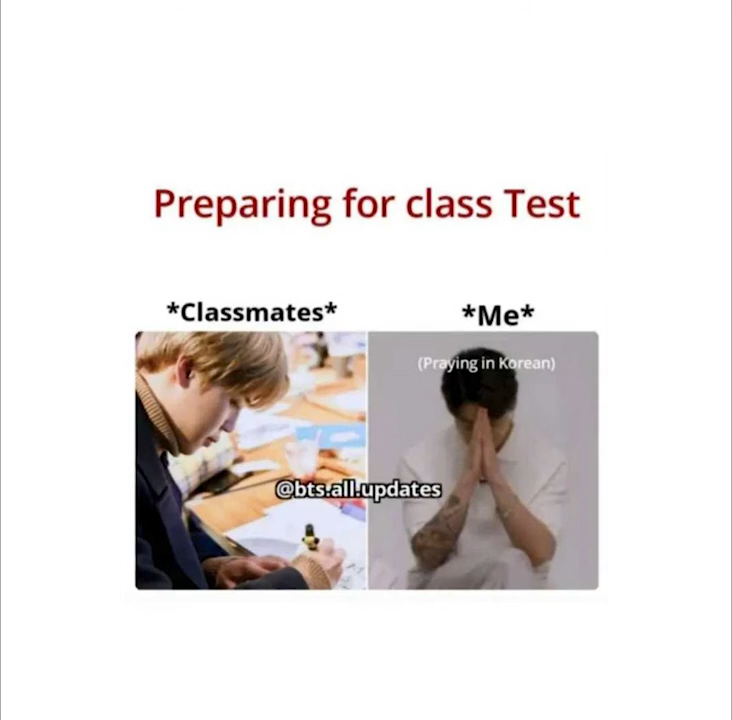 Preparing for class Test
*Classmates*
*Me*
(Praying in Korean)
@bts.all.updates